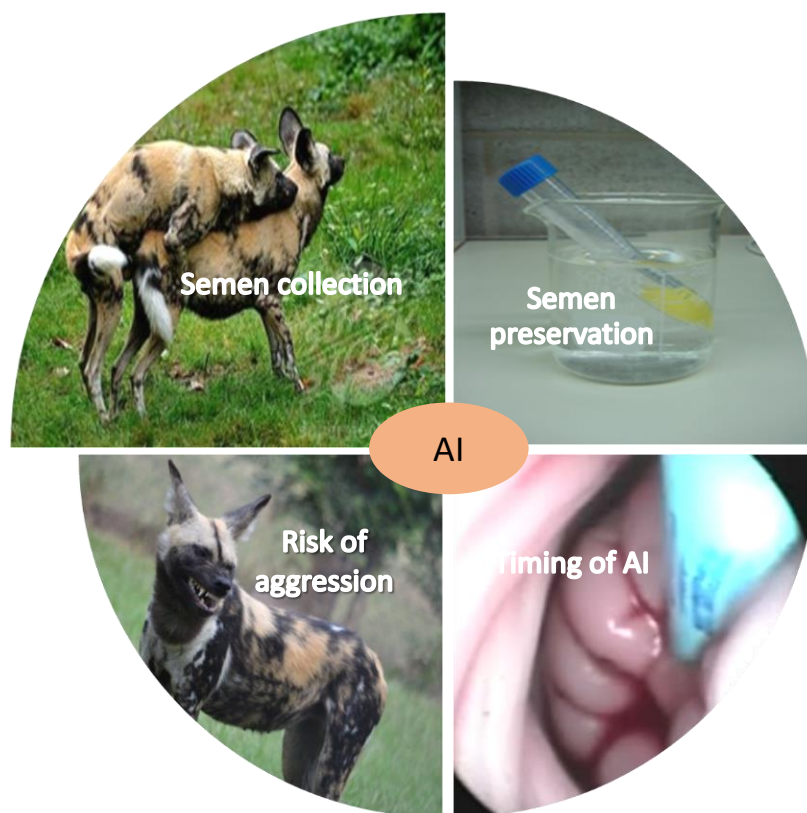 Semen collection
Semen
preservation
AI
Risk of
aggression
Timing of AI